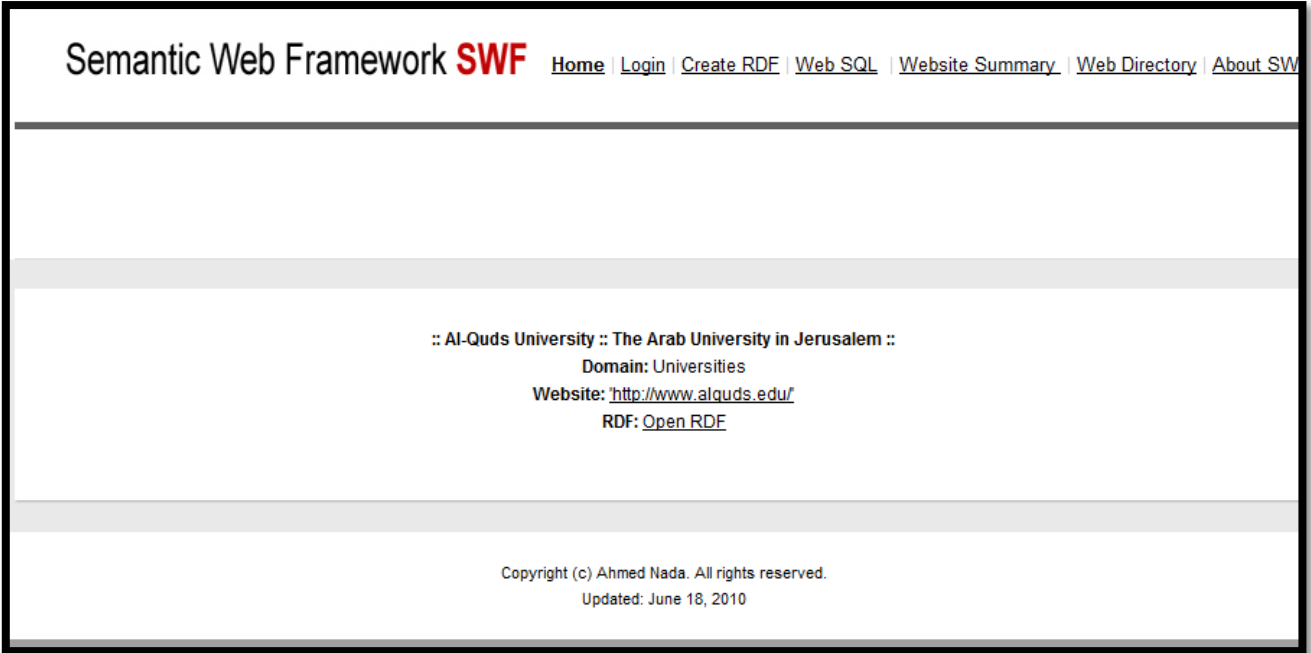 Semantic Web Framework SWF Home | Login | Create RDF | Web SQL | Website Summary | Web Directory | About SW
:: Al-Quds University :: The Arab University in Jerusalem ::
Domain: Universities
Website: 'http://www.alquds.edu/'
RDF: Open RDF
Copyright (c) Ahmed Nada. All rights reserved.
Updated: June 18, 2010